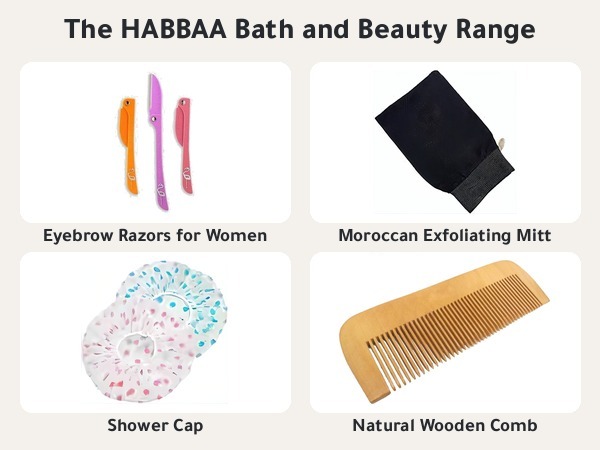 The HABBAA Bath and Beauty Range
Eyebrow Razors for Women
Moroccan Exfoliating Mitt
Shower Cap
Natural Wooden Comb